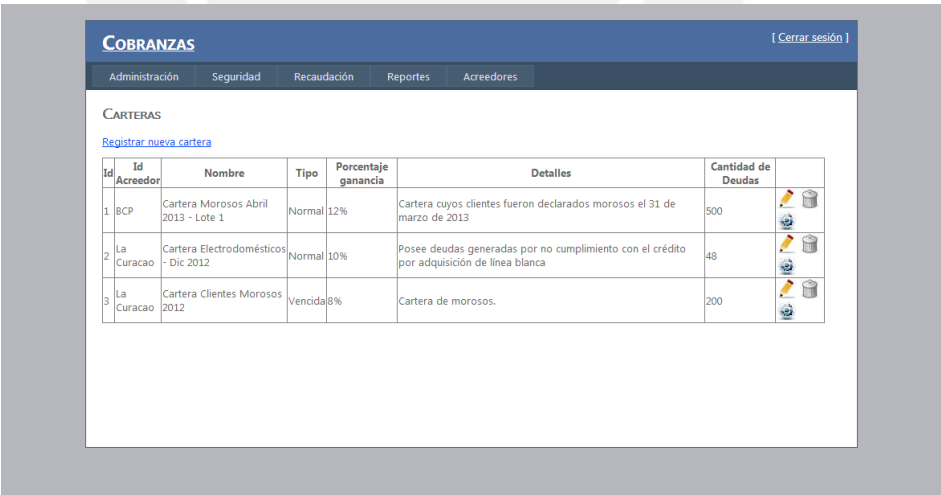 COBRANZAS
[ Cerrar sesión ]
Administración Seguridad Recaudación Reportes Acreedores
CARTERAS
Registrar nueva cartera
Id Id Acreedor Nombre Tipo Porcentaje ganancia Detalles Cantidad de Deudas
1 BCP Cartera Morosos Abril 2013 - Lote 1 Normal 12% Cartera cuyos clientes fueron declarados morosos el 31 de marzo de 2013 500
2 La Curacao Cartera Electrodomésticos - Dic 2012 Normal 10% Posee deudas generadas por no cumplimiento con el crédito por adquisición de línea blanca 48
3 La Curacao Cartera Clientes Morosos 2012 Vencida 8% Cartera de morosos. 200